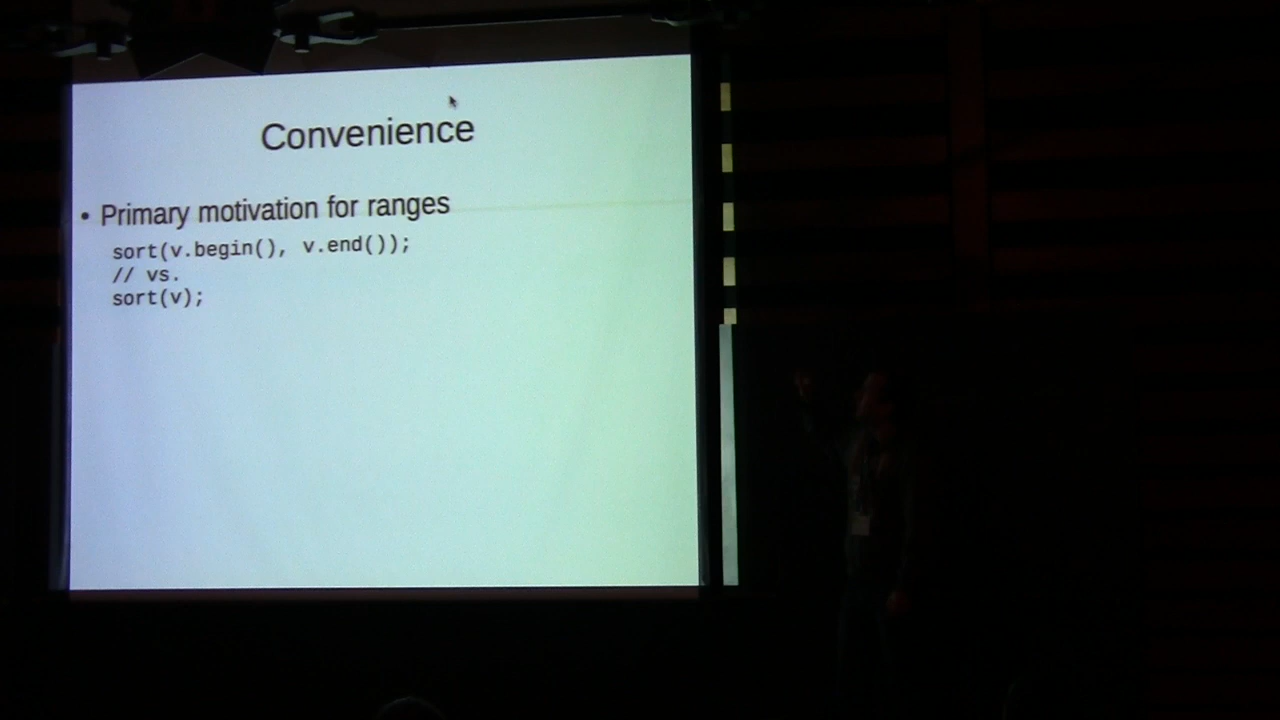 Convenience
• Primary motivation for ranges
sort(v.begin(), v.end());
// vs.
sort(v);